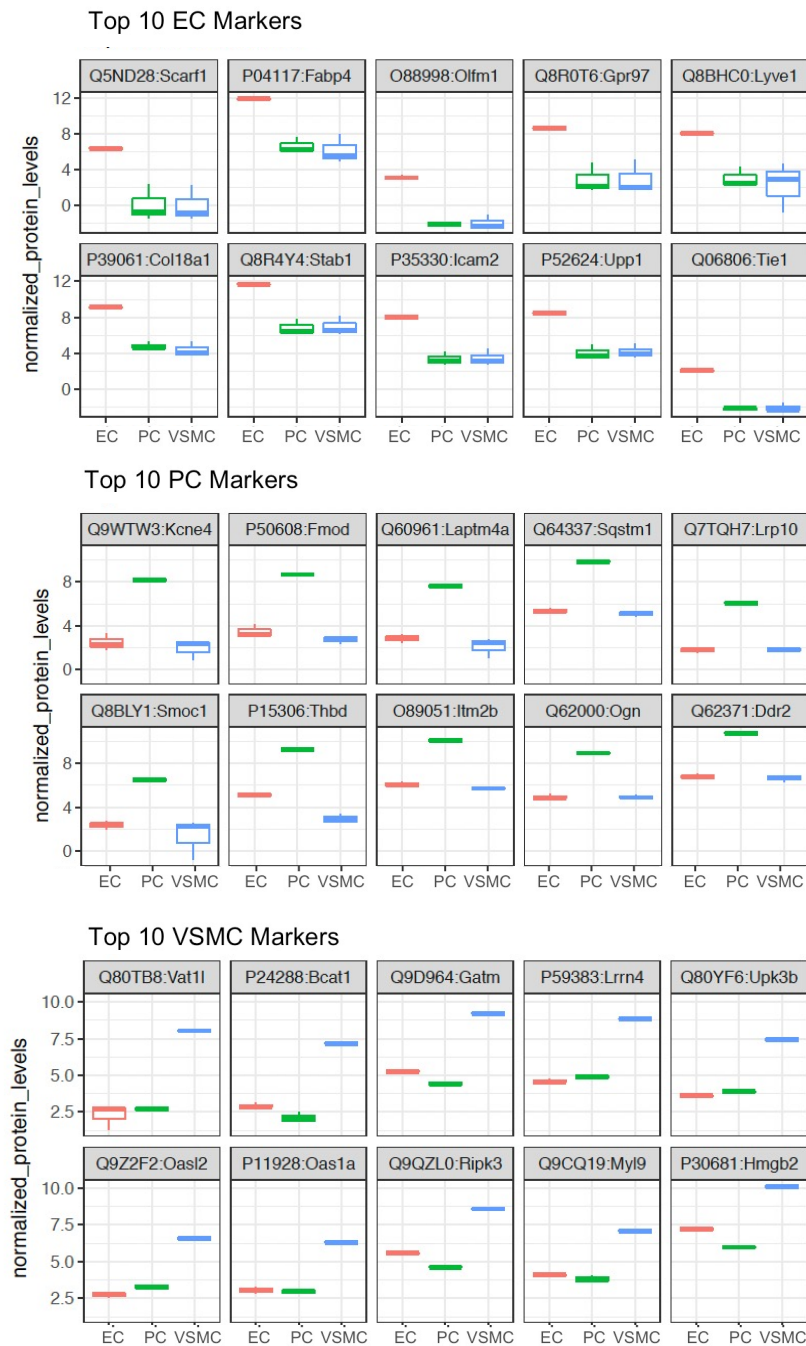 Top 10 EC Markers
Q5ND28:Scarf1 P04117:Fabp4 O88998:Olfm1 Q8R0T6:Gpr97 Q8BHC0:Lyve1
12
4
0
P39061:Col18a1 Q8R4Y4:Stab1 P35330:Icam2 P52624:Upp1 Q06806:Tie1
12
8
4
0
normalized_protein_levels
EC PC VSMC EC PC VSMC EC PC VSMC EC PC VSMC EC PC VSMC
Top 10 PC Markers
Q9WTW3:Kcne4 P50608:Fmod Q60961:Laptm4a Q64337:Sqstm1 Q7TQH7:Lrp10
8
4
0
Q8BLY1:Smoc1 P15306:Thbd O89051:Itm2b Q62000:Ogn Q62371:Ddr2
8
4
0
normalized_protein_levels
EC PC VSMC EC PC VSMC EC PC VSMC EC PC VSMC EC PC VSMC
Top 10 VSMC Markers
Q80TB8:Vat1l P24288:Bcat1 Q9D964:Gatm P59383:Lrrn4 Q80YF6:Upk3b
10.0
7.5
5.0
2.5
Q9Z2F2:Oasl2 P11928:Oas1a Q9QZL0:Ripk3 Q9CQ19:Myl9 P30681:Hmgb2
10.0
7.5
5.0
2.5
normalized_protein_levels
EC PC VSMC EC PC VSMC EC PC VSMC EC PC VSMC EC PC VSMC